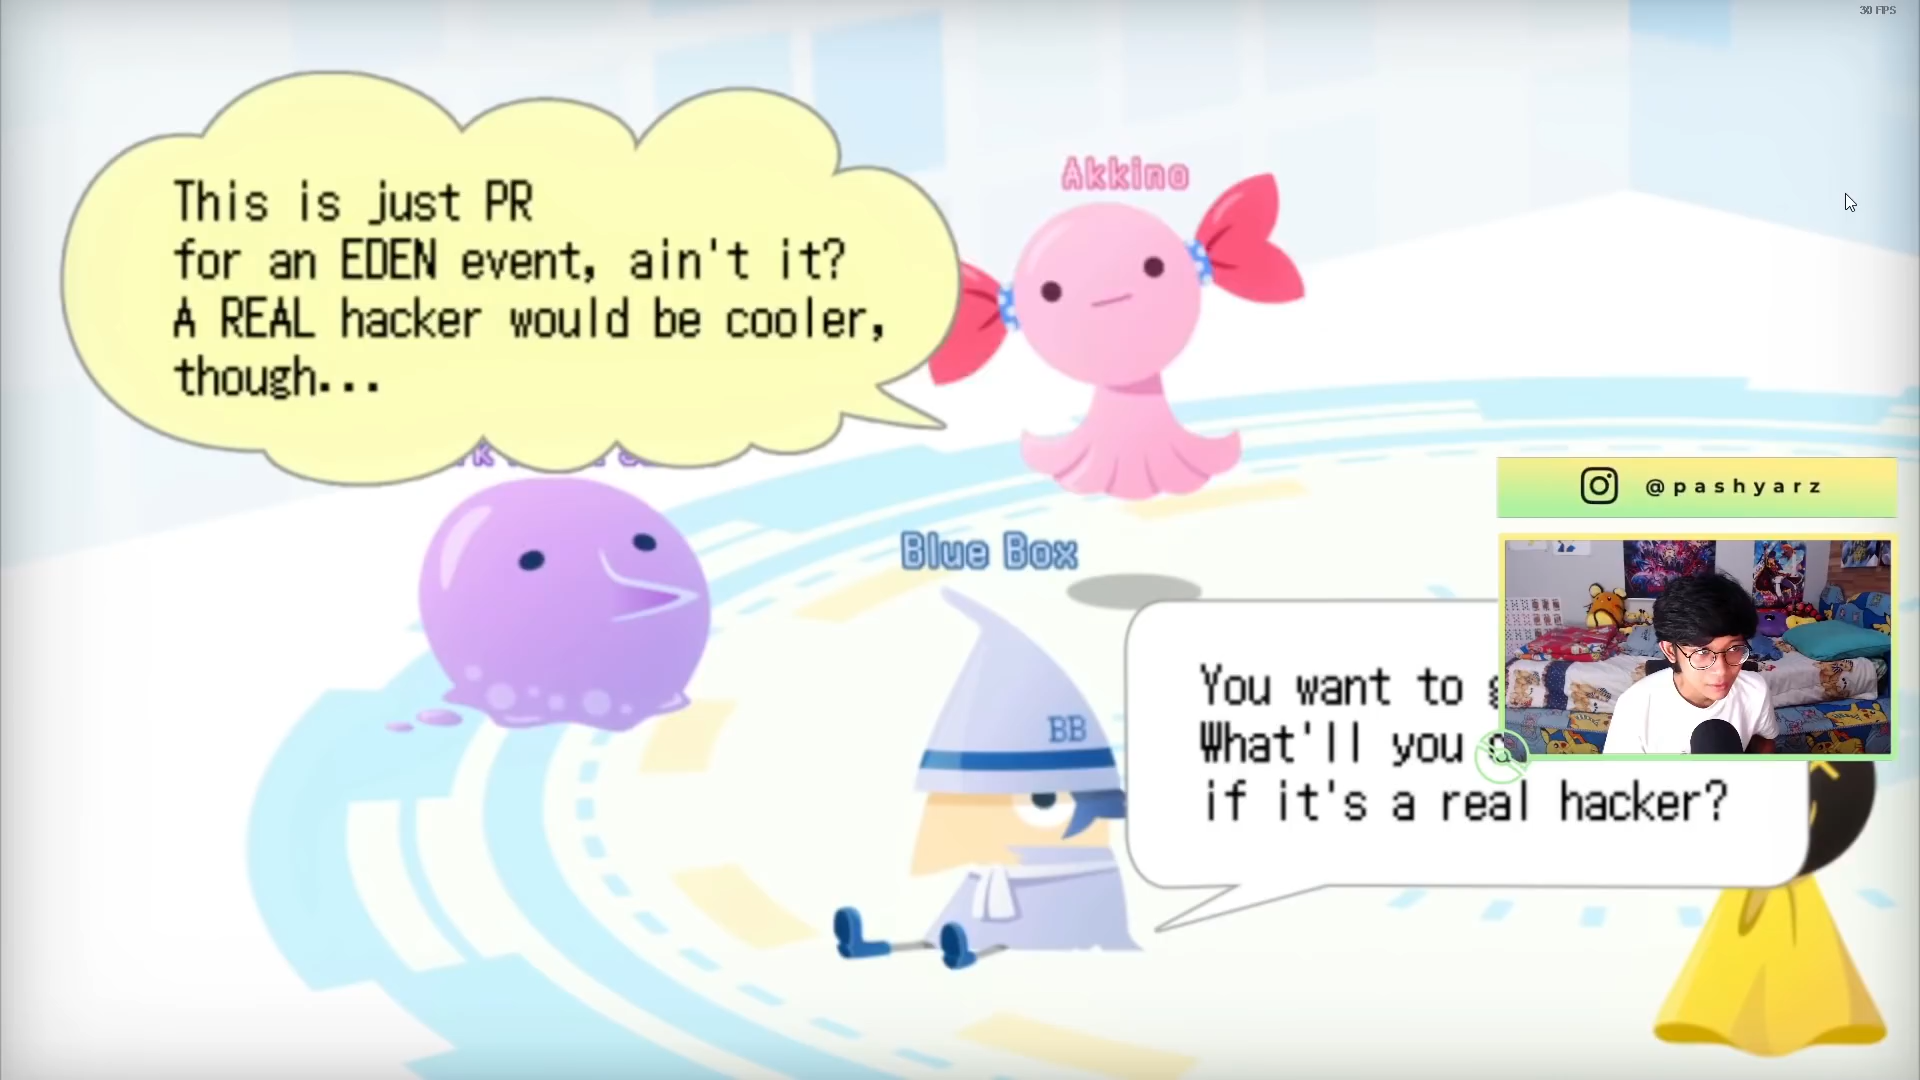 30 FPS
This is just PR
for an EDEN event, ain't it?
A REAL hacker would be cooler,
though...
Akkino
@pashyarz
Blue Box
BB
You want to
What'll you
if it's a real hacker?